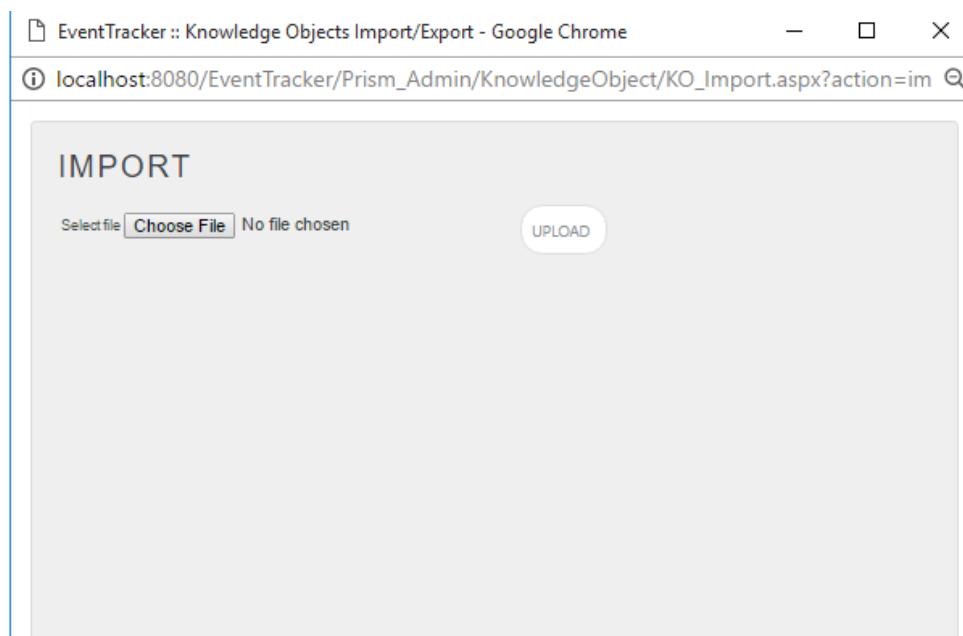 EventTracker :: Knowledge Objects Import/Export - Google Chrome
localhost:8080/EventTracker/Prism_Admin/KnowledgeObject/KO_Import.aspx?action=im
IMPORT
Select file Choose File No file chosen UPLOAD